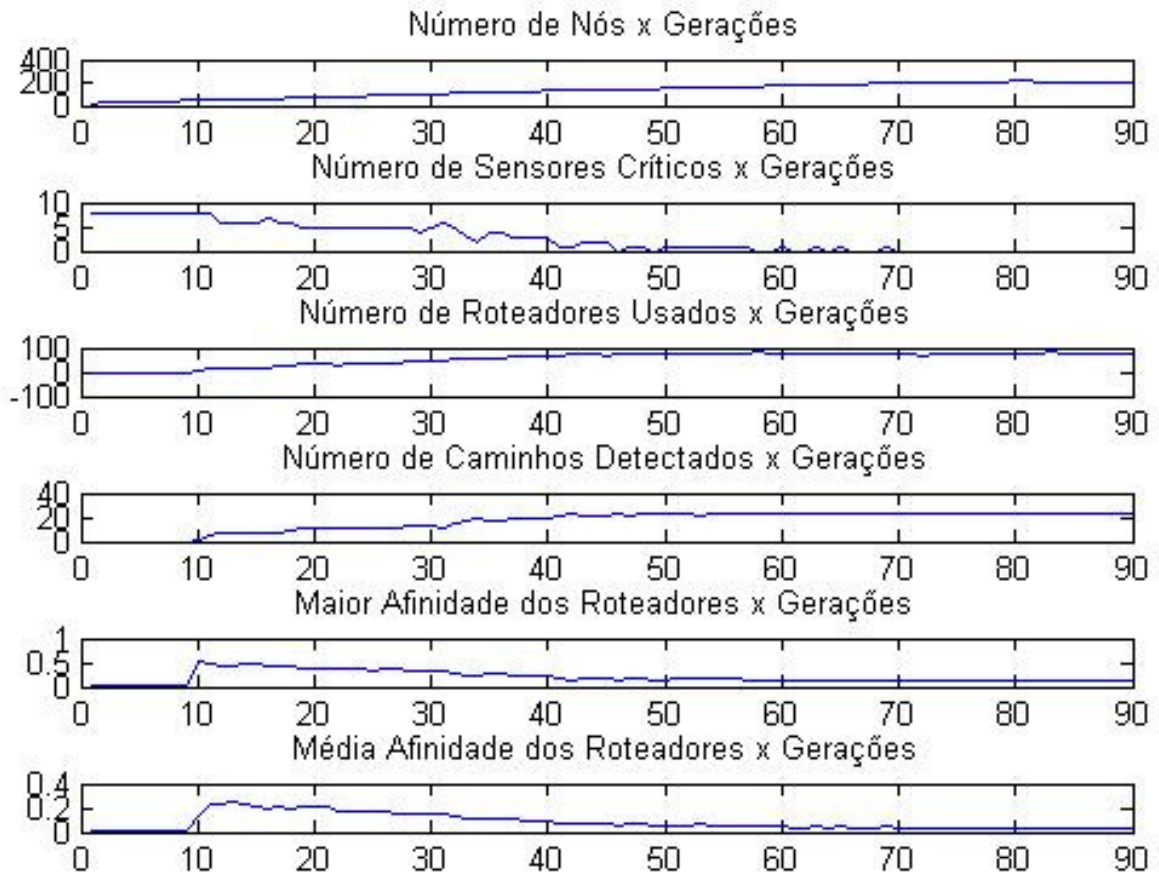 Número de Nós x Gerações
400
200
0
0 10 20 30 40 50 60 70 80 90
Número de Sensores Críticos x Gerações
10
5
0
0 10 20 30 40 50 60 70 80 90
Número de Roteadores Usados x Gerações
100
0
-100
0 10 20 30 40 50 60 70 80 90
Número de Caminhos Detectados x Gerações
40
20
0
0 10 20 30 40 50 60 70 80 90
Maior Afinidade dos Roteadores x Gerações
1
0.5
0
0 10 20 30 40 50 60 70 80 90
Média Afinidade dos Roteadores x Gerações
0.4
0.2
0
0 10 20 30 40 50 60 70 80 90